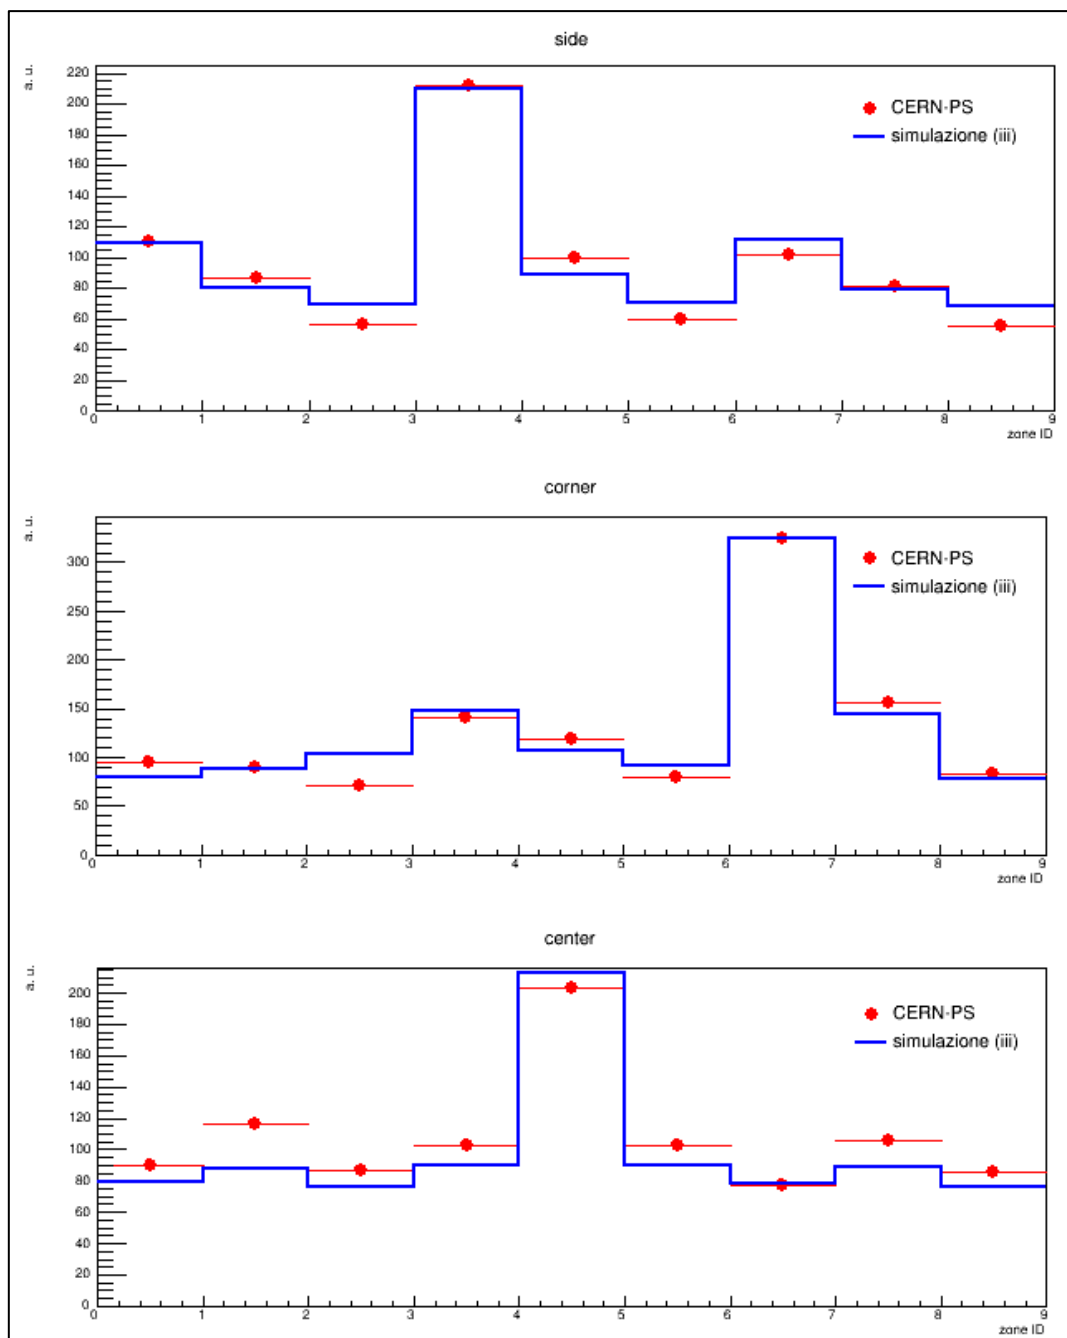 side
a. u.
220
200
180
160
140
120
100
80
60
40
20
0
CERN-PS
simulazione (iii)
0 1 2 3 4 5 6 7 8 9
zone ID
corner
a. u.
300
250
200
150
100
50
0
CERN-PS
simulazione (iii)
0 1 2 3 4 5 6 7 8 9
zone ID
center
a. u.
200
180
160
140
120
100
80
60
40
20
0
CERN-PS
simulazione (iii)
0 1 2 3 4 5 6 7 8 9
zone ID